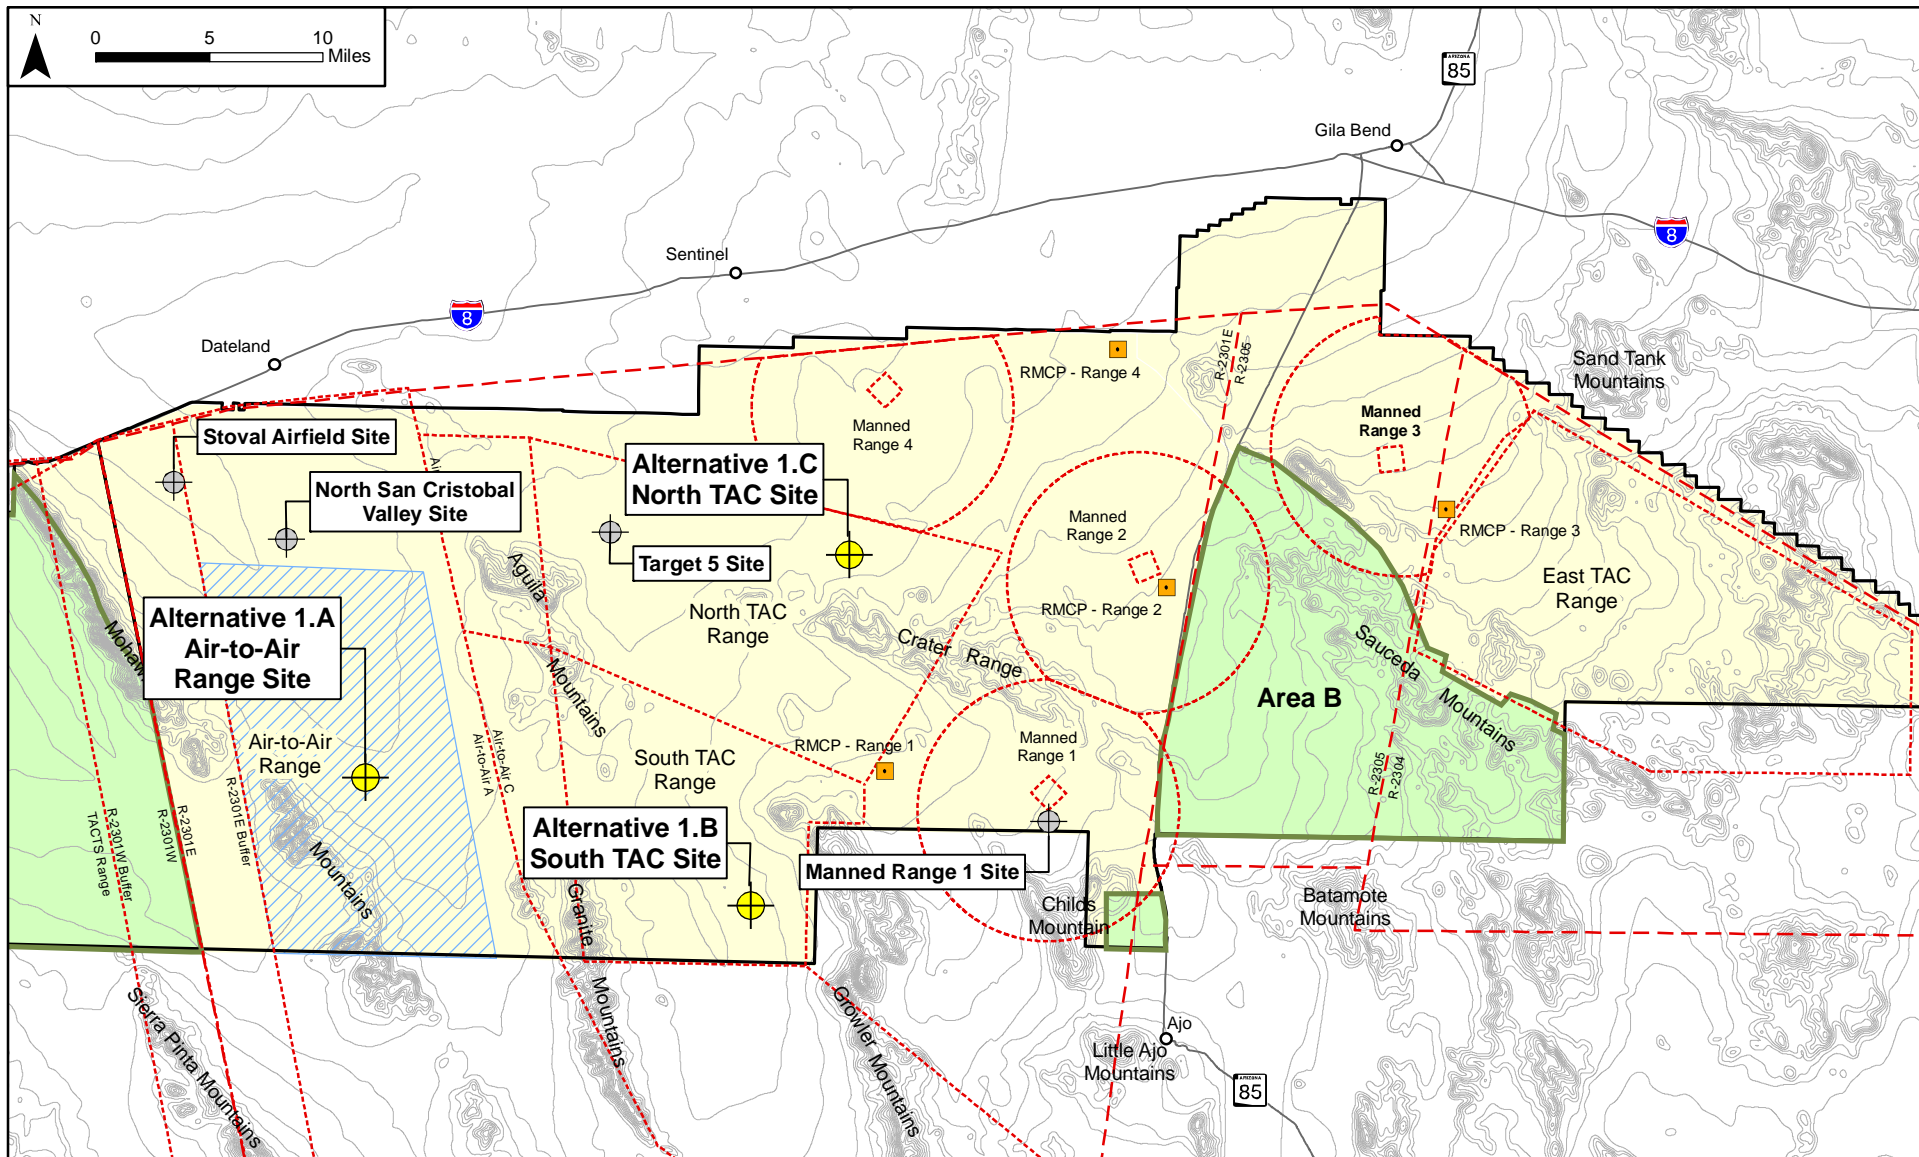 N
0 5 10
Miles
ARIZONA
85
Gila Bend
8
Sentinel
8
Dateland
Sand Tank
Mountains
R-2301E
R-2305
RMCP - Range 4
Manned
Range 4
Manned
Range 3
Stoval Airfield Site
Alternative 1.C
North TAC Site
North San Cristobal
Valley Site
Manned
Range 2
RMCP - Range 3
Target 5 Site
Aguila
Mountains
East TAC
Range
North TAC
Range
RMCP - Range 2
Alternative 1.A
Air-to-Air
Range Site
Crater Range
Sauceda
Mountains
Area B
Air-to-Air
Range
RMCP - Range 1
Manned
Range 1
South TAC
Range
Air-to-Air C
Air-to-Air A
R-2305
R-2304
R-2301W Buffer
TACTS Range
R-2301E
R-2301W
R-2301E Buffer
Mountains
Alternative 1.B
South TAC Site
Manned Range 1 Site
Granite
Mountains
Childs
Mountain
Batamote
Mountains
Sierra Pinta Mountains
Growler Mountains
Ajo
Little Ajo
Mountains
ARIZONA
85